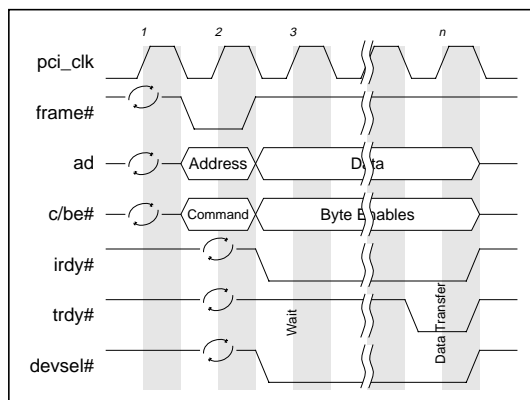 1 2 3 n
pci_clk
frame#
ad Address Data
c/be# Command Byte Enables
irdy#
trdy# Wait Data Transfer
devsel#